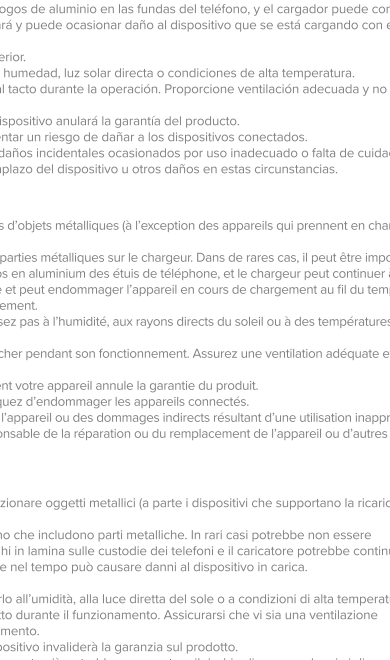 ogos de aluminio en las fundas del teléfono, y el cargador puede con
rá y puede ocasionar daño al dispositivo que se está cargando con e
erior.
humedad, luz solar directa o condiciones de alta temperatura.
al tacto durante la operación. Proporcione ventilación adecuada y no
ispositivo anulará la garantía del producto.
entar un riesgo de dañar a los dispositivos conectados.
daños incidentales ocasionados por uso inadecuado o falta de cuida
plazo del dispositivo u otros daños en estas circunstancias.
s d’objets métalliques (à l’exception des appareils qui prennent en char
parties métalliques sur le chargeur. Dans de rares cas, il peut être impo
os en aluminium des étuis de téléphone, et le chargeur peut continuer à
e et peut endommager l’appareil en cours de chargement au fil du temp
ement.
sez pas à l’humidité, aux rayons directs du soleil ou à des températures
cher pendant son fonctionnement. Assurez une ventilation adéquate e
ent votre appareil annule la garantie du produit.
quez d’endommager les appareils connectés.
l’appareil ou des dommages indirects résultant d’une utilisation inappr
onsable de la réparation ou du remplacement de l’appareil ou d’autres
zionare oggetti metallici (a parte i dispositivi che supportano la ricaric
no che includono parti metalliche. In rari casi potrebbe non essere
hi in lamina sulle custodie dei telefoni e il caricatore potrebbe continu
e nel tempo può causare danni al dispositivo in carica.
rlo all’umidità, alla luce diretta del sole o a condizioni di alta temperat
tto durante il funzionamento. Assicurarsi che vi sia una ventilazione
mento.
positivo invaliderà la garanzia sul prodotto.